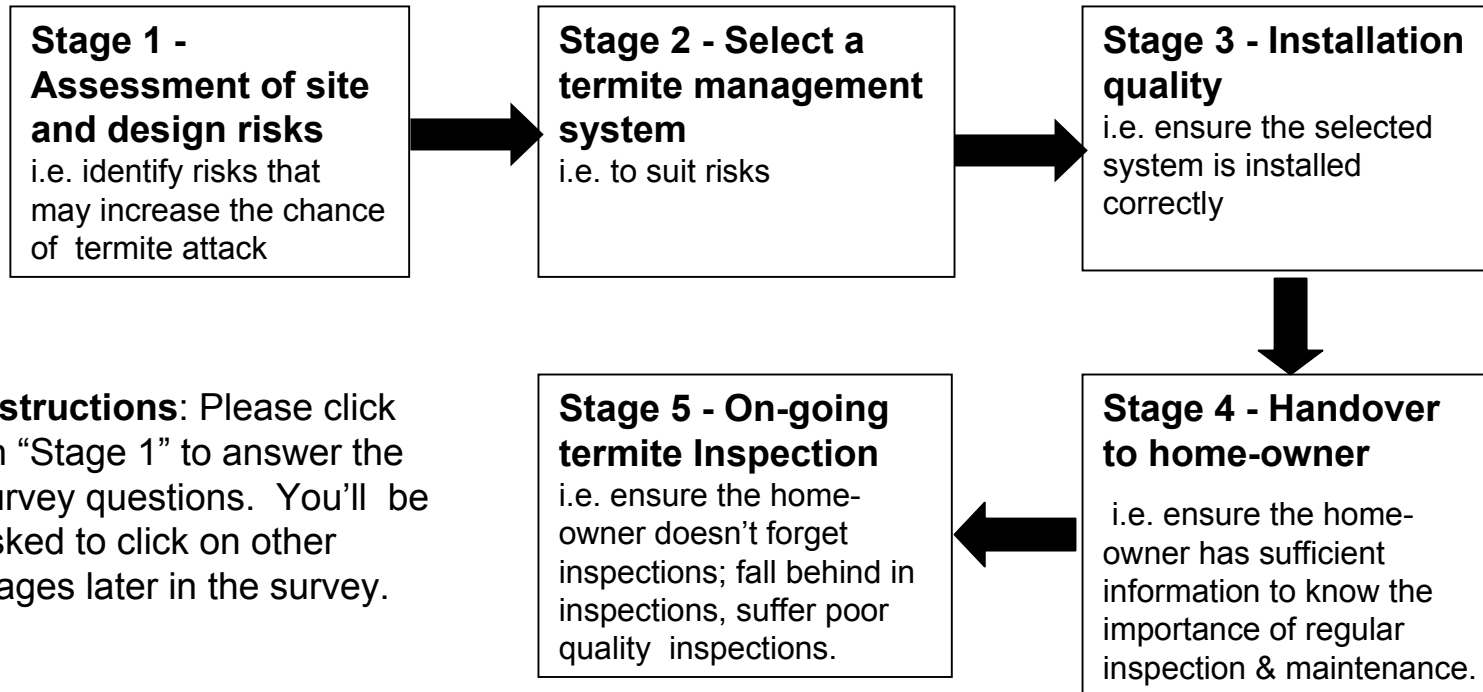 Stage 1 -
Assessment of site
and design risks
i.e. identify risks that
may increase the chance
of termite attack
Stage 2 - Select a
termite management
system
i.e. to suit risks
Stage 3 - Installation
quality
i.e. ensure the selected
system is installed
correctly
Stage 4 - Handover
to home-owner
i.e. ensure the home-
owner has sufficient
information to know the
importance of regular
inspection & maintenance.
Stage 5 - On-going
termite Inspection
i.e. ensure the home-
owner doesn’t forget
inspections; fall behind in
inspections, suffer poor
quality inspections.
structions: Please click
n “Stage 1” to answer the
urvey questions. You’ll be
sked to click on other
ages later in the survey.